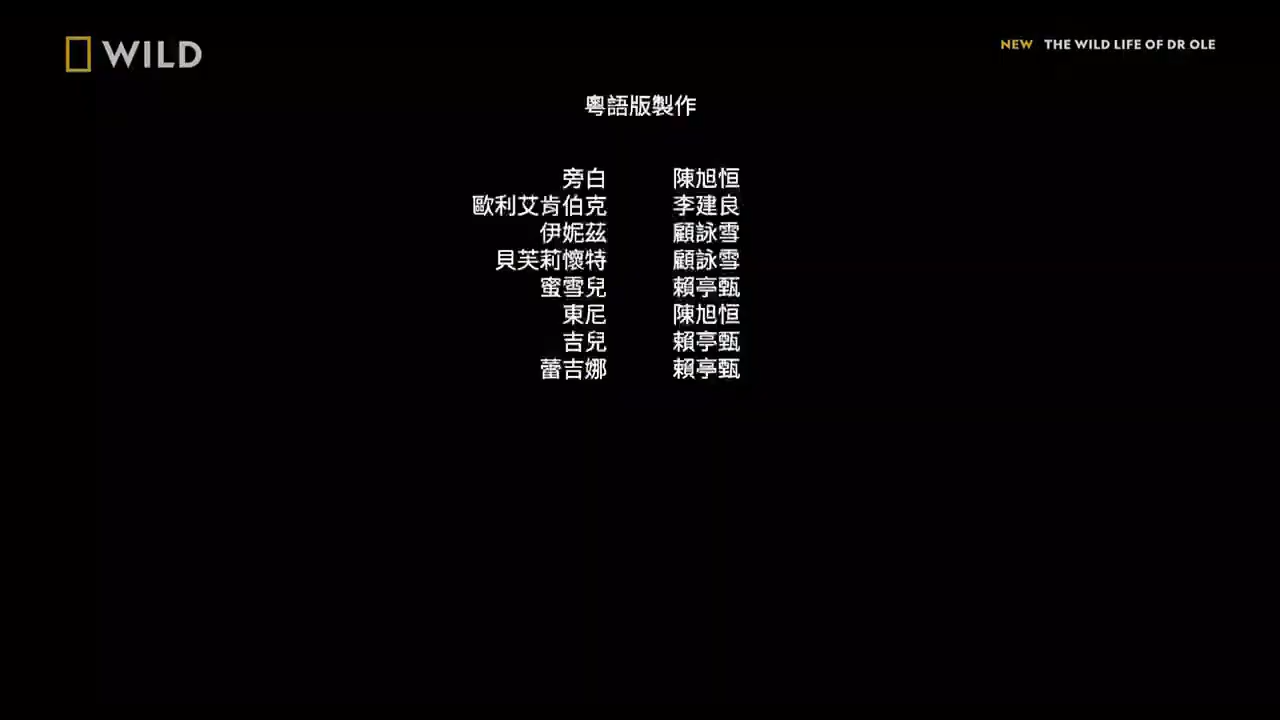 WILD
NEW THE WILD LIFE OF DR OLE
粵語版製作
旁白 陳旭恒
歐利艾肯伯克 李建良
伊妮茲 顧詠雪
貝芙莉懷特 顧詠雪
蜜雪兒 賴亭甄
東尼 陳旭恒
吉兒 賴亭甄
蕾吉娜 賴亭甄